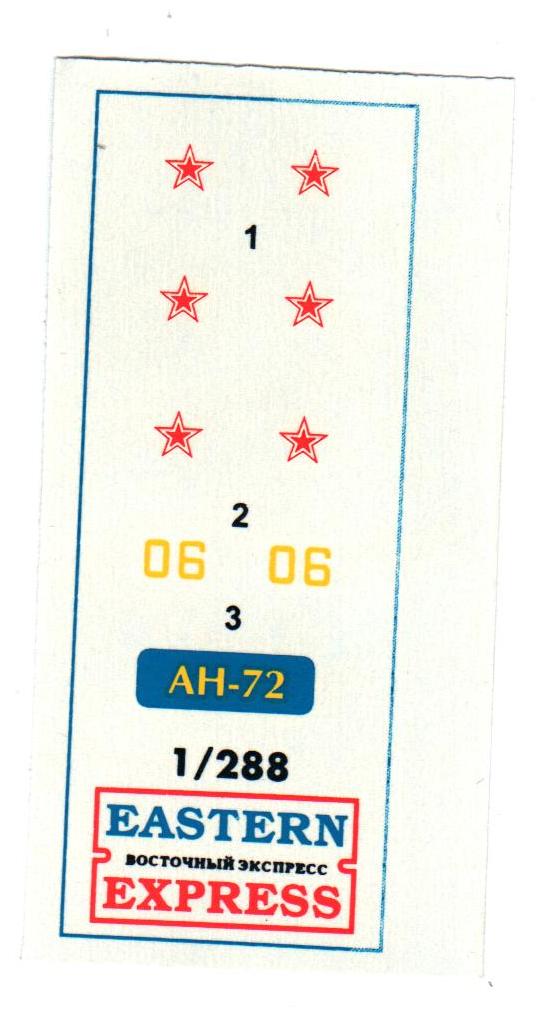 1
2
06 06
3
АН-72
1/288
EASTERN
ВОСТОЧНЫЙ ЭКСПРЕСС
EXPRESS